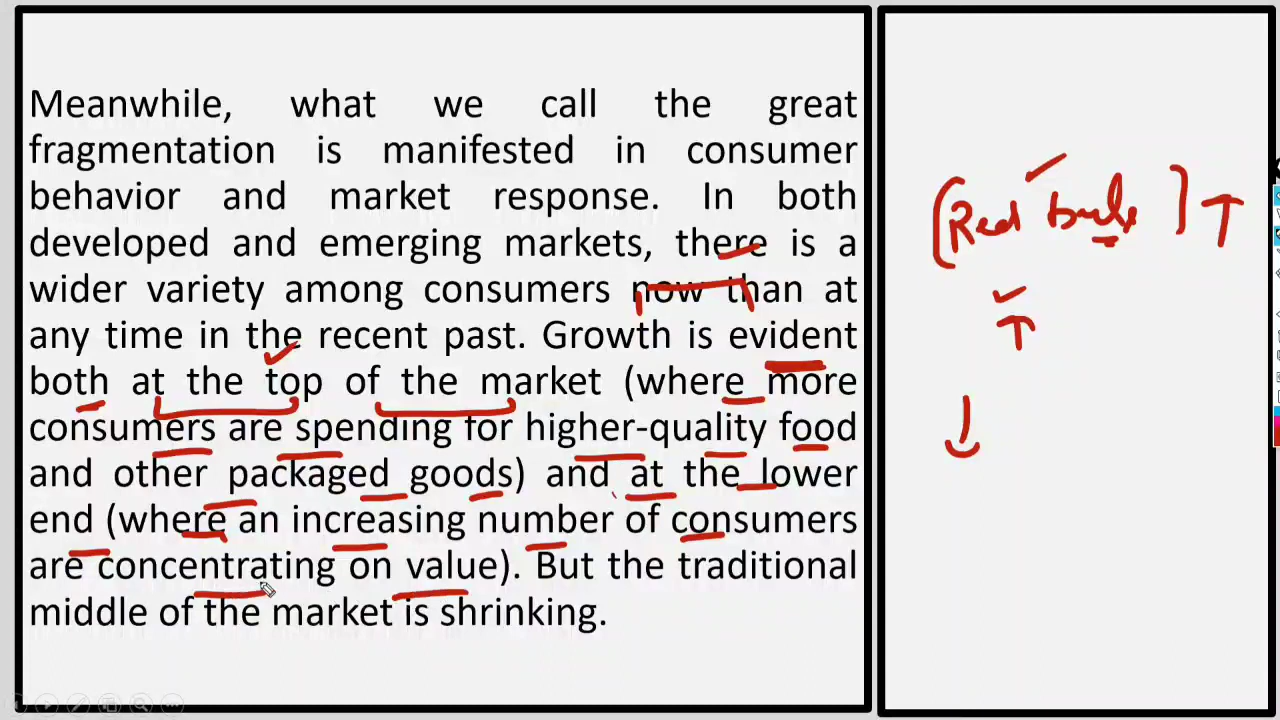 Meanwhile, what we call the great
fragmentation is manifested in consumer
behavior and market response. In both
developed and emerging markets, there is a
wider variety among consumers now than at
any time in the recent past. Growth is evident
both at the top of the market (where more
consumers are spending for higher-quality food
and other packaged goods) and at the lower
end (where an increasing number of consumers
are concentrating on value). But the traditional
middle of the market is shrinking.
Red